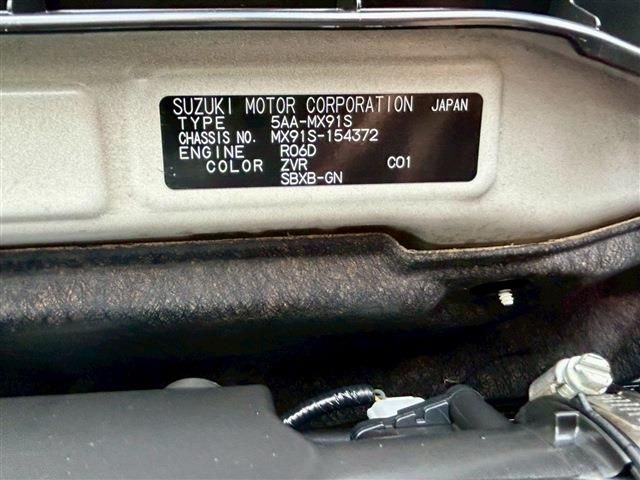 SUZUKI MOTOR CORPORATION JAPAN
TYPE 5AA-MX91S
CHASSIS NO. MX91S-154372
ENGINE R06D
COLOR ZVR C01
SBXB-GN